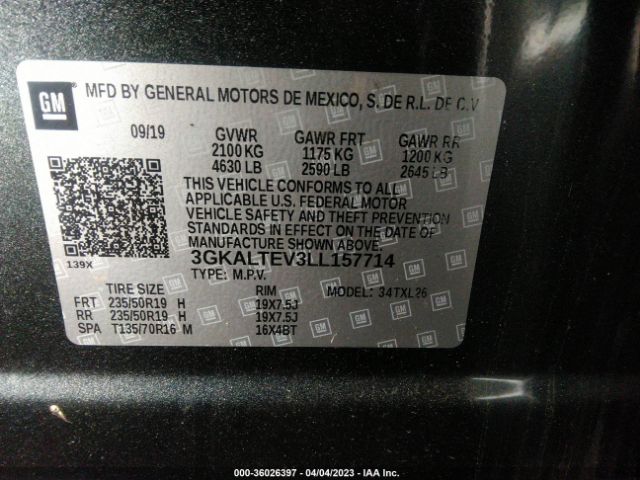 GM
MFD BY GENERAL MOTORS DE MEXICO, S. DE R.L. DE C.V
09/19 GVWR GAWR FRT GAWR RR
2100 KG 1175 KG 1200 KG
4630 LB 2590 LB 2645 LB
THIS VEHICLE CONFORMS TO ALL
APPLICABLE U.S. FEDERAL MOTOR
VEHICLE SAFETY AND THEFT PREVENTION
STANDARDS IN EFFECT ON THE DATE OF
MANUFACTURE SHOWN ABOVE.
139X 3GKALTEV3LL157714
TYPE: M.P.V. MODEL: 34TXL26
TIRE SIZE RIM
FRT 235/50R19 H 19X7.5J
RR 235/50R19 H 19X7.5J
SPA T135/70R16 M 16X4BT
000-36026397 - 04/04/2023 - IAA Inc.